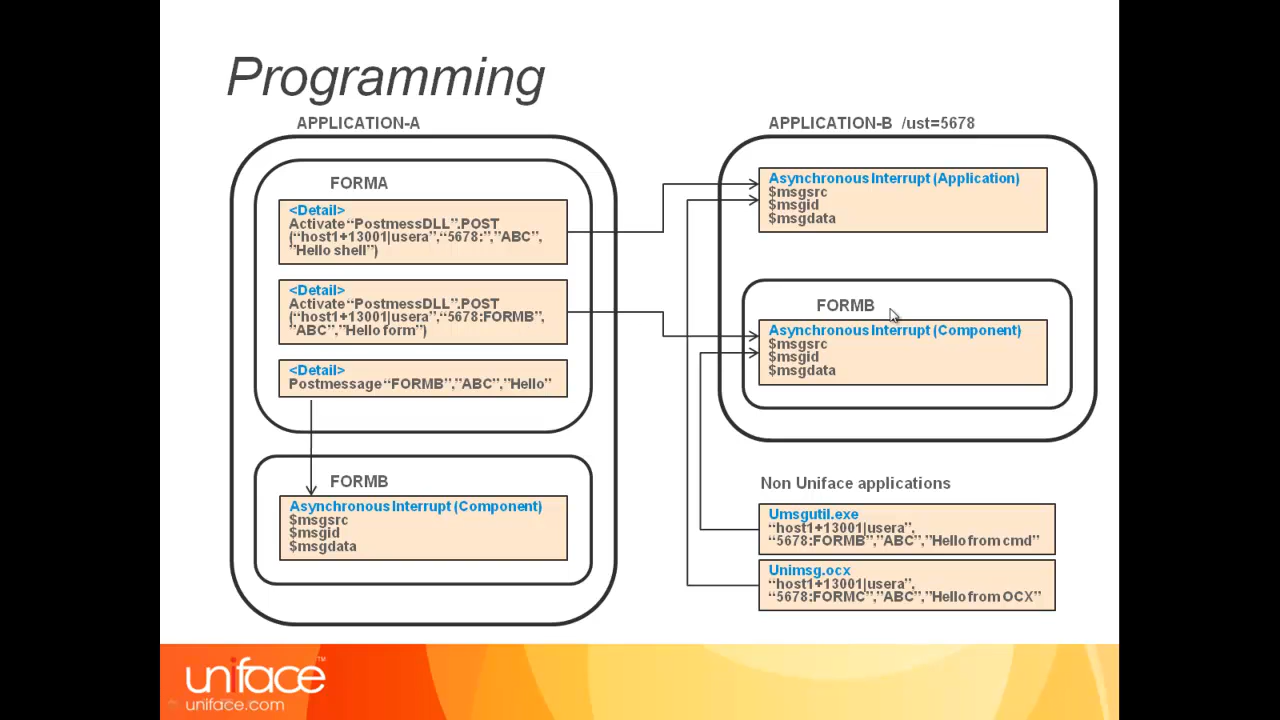 Programming
APPLICATION-A
FORMA
<Detail>
Activate “PostmessDLL”.POST
(“host1+13001|usera”,“5678:”,”ABC”,
”Hello shell”)
<Detail>
Activate “PostmessDLL”.POST
(“host1+13001|usera”,“5678:FORMB”,
”ABC”,”Hello form”)
<Detail>
Postmessage “FORMB”,”ABC”,”Hello”
FORMB
Asynchronous Interrupt (Component)
$msgsrc
$msgid
$msgdata
APPLICATION-B /ust=5678
Asynchronous Interrupt (Application)
$msgsrc
$msgid
$msgdata
FORMB
Asynchronous Interrupt (Component)
$msgsrc
$msgid
$msgdata
Non Uniface applications
Umsgutil.exe
“host1+13001|usera”,
“5678:FORMB”,”ABC”,”Hello from cmd”
Unimsg.ocx
“host1+13001|usera”,
“5678:FORMC”,”ABC”,”Hello from OCX”
uniface™
uniface.com